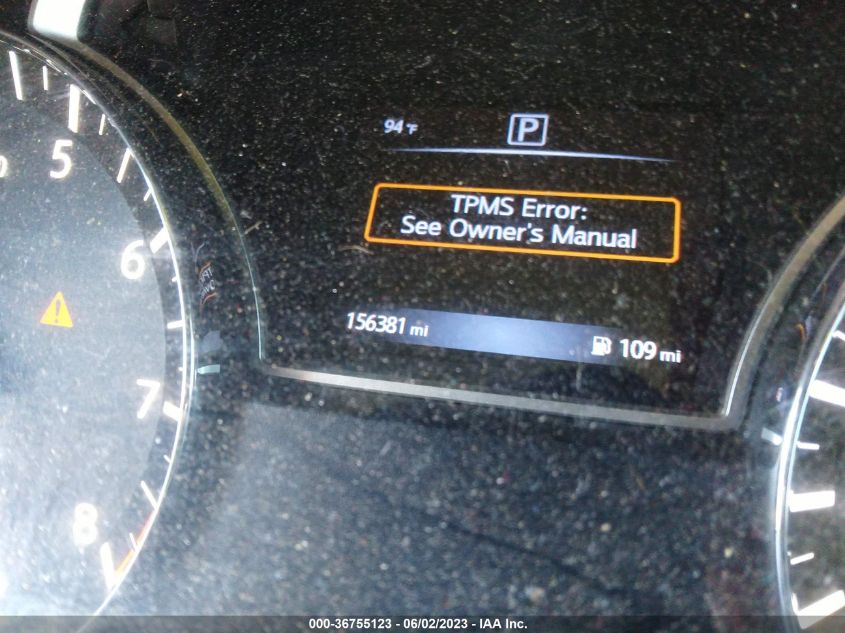 94°F
P
TPMS Error:
See Owner's Manual
156381 mi
109 mi
5
6
7
8
000-36755123 - 06/02/2023 - IAA Inc.